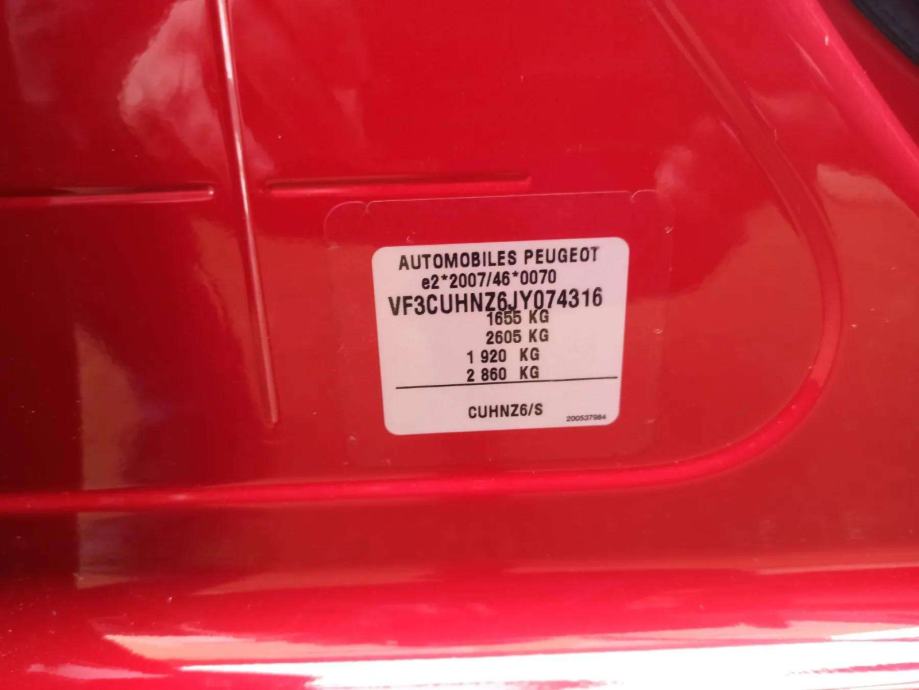 AUTOMOBILES PEUGEOT
e2*2007/46*0070
VF3CUHNZ6JY074316
1655 KG
2605 KG
1 920 KG
2 860 KG
CUHNZ6/S
200537984